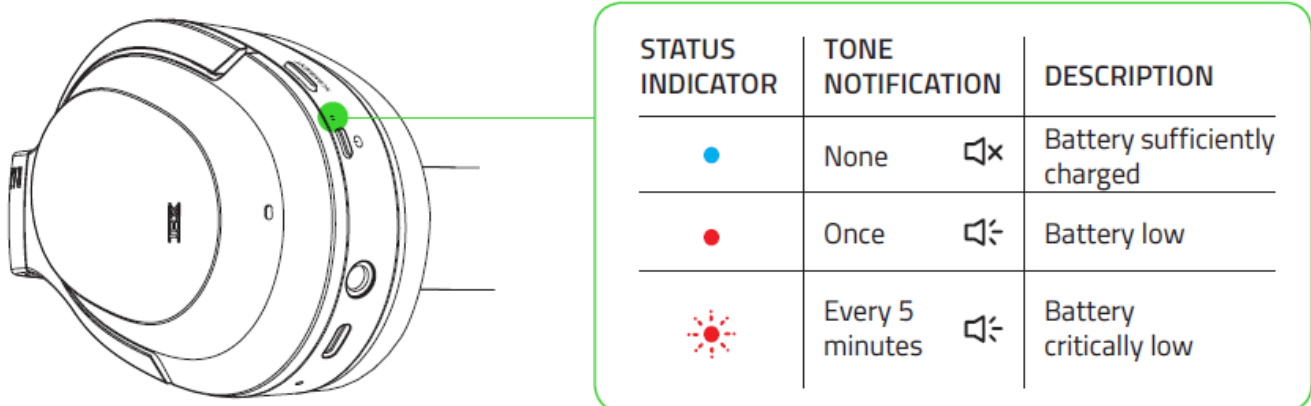 STATUS
INDICATOR
TONE
NOTIFICATION
DESCRIPTION
None
Battery sufficiently
charged
Once
Battery low
Every 5
minutes
Battery
critically low